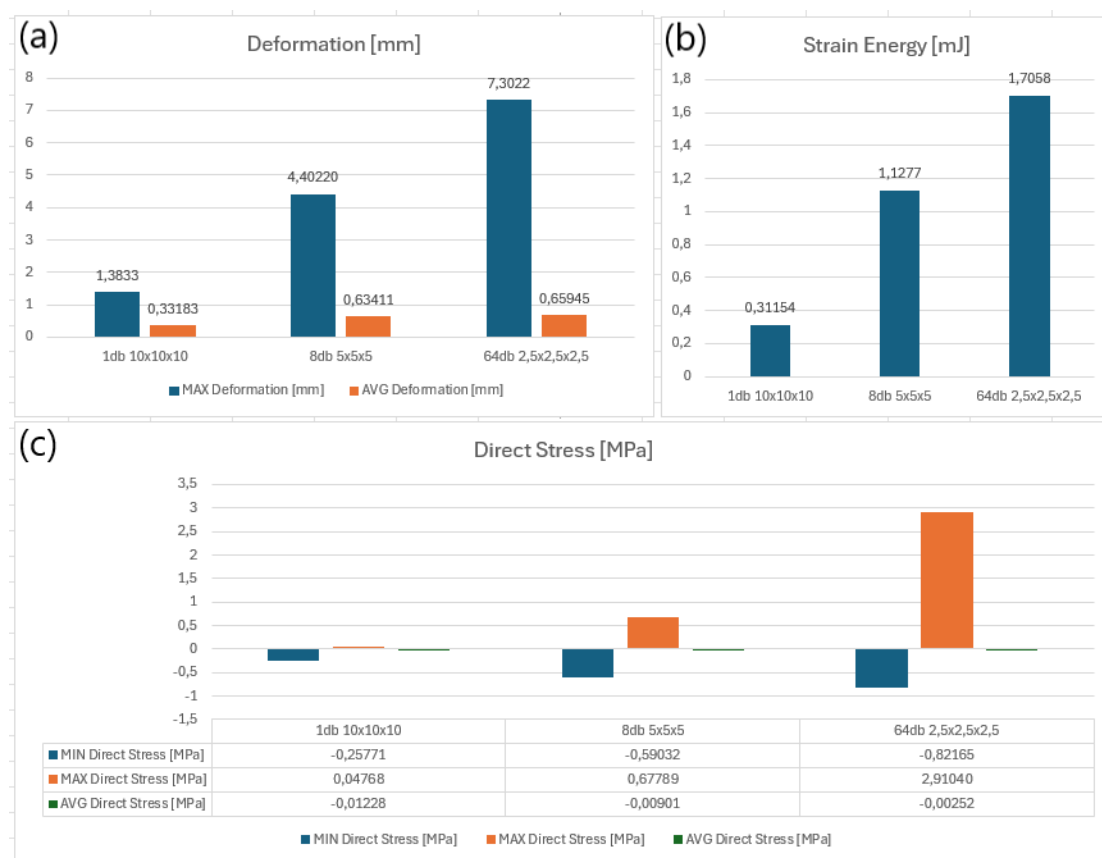 (a)
Deformation [mm]
8
7
6
5
4
3
2
1
0
1,3833
0,33183
4,40220
0,63411
7,3022
0,65945
1db 10x10x10 8db 5x5x5 64db 2,5x2,5x2,5
MAX Deformation [mm] AVG Deformation [mm]
(b)
Strain Energy [mJ]
1,8
1,6
1,4
1,2
1
0,8
0,6
0,4
0,2
0
0,31154
1,1277
1,7058
1db 10x10x10 8db 5x5x5 64db 2,5x2,5x2,5
(c)
Direct Stress [MPa]
3,5
3
2,5
2
1,5
1
0,5
0
-0,5
-1
-1,5
1db 10x10x10 8db 5x5x5 64db 2,5x2,5x2,5
MIN Direct Stress [MPa] -0,25771 -0,59032 -0,82165
MAX Direct Stress [MPa] 0,04768 0,67789 2,91040
AVG Direct Stress [MPa] -0,01228 -0,00901 -0,00252
MIN Direct Stress [MPa] MAX Direct Stress [MPa] AVG Direct Stress [MPa]